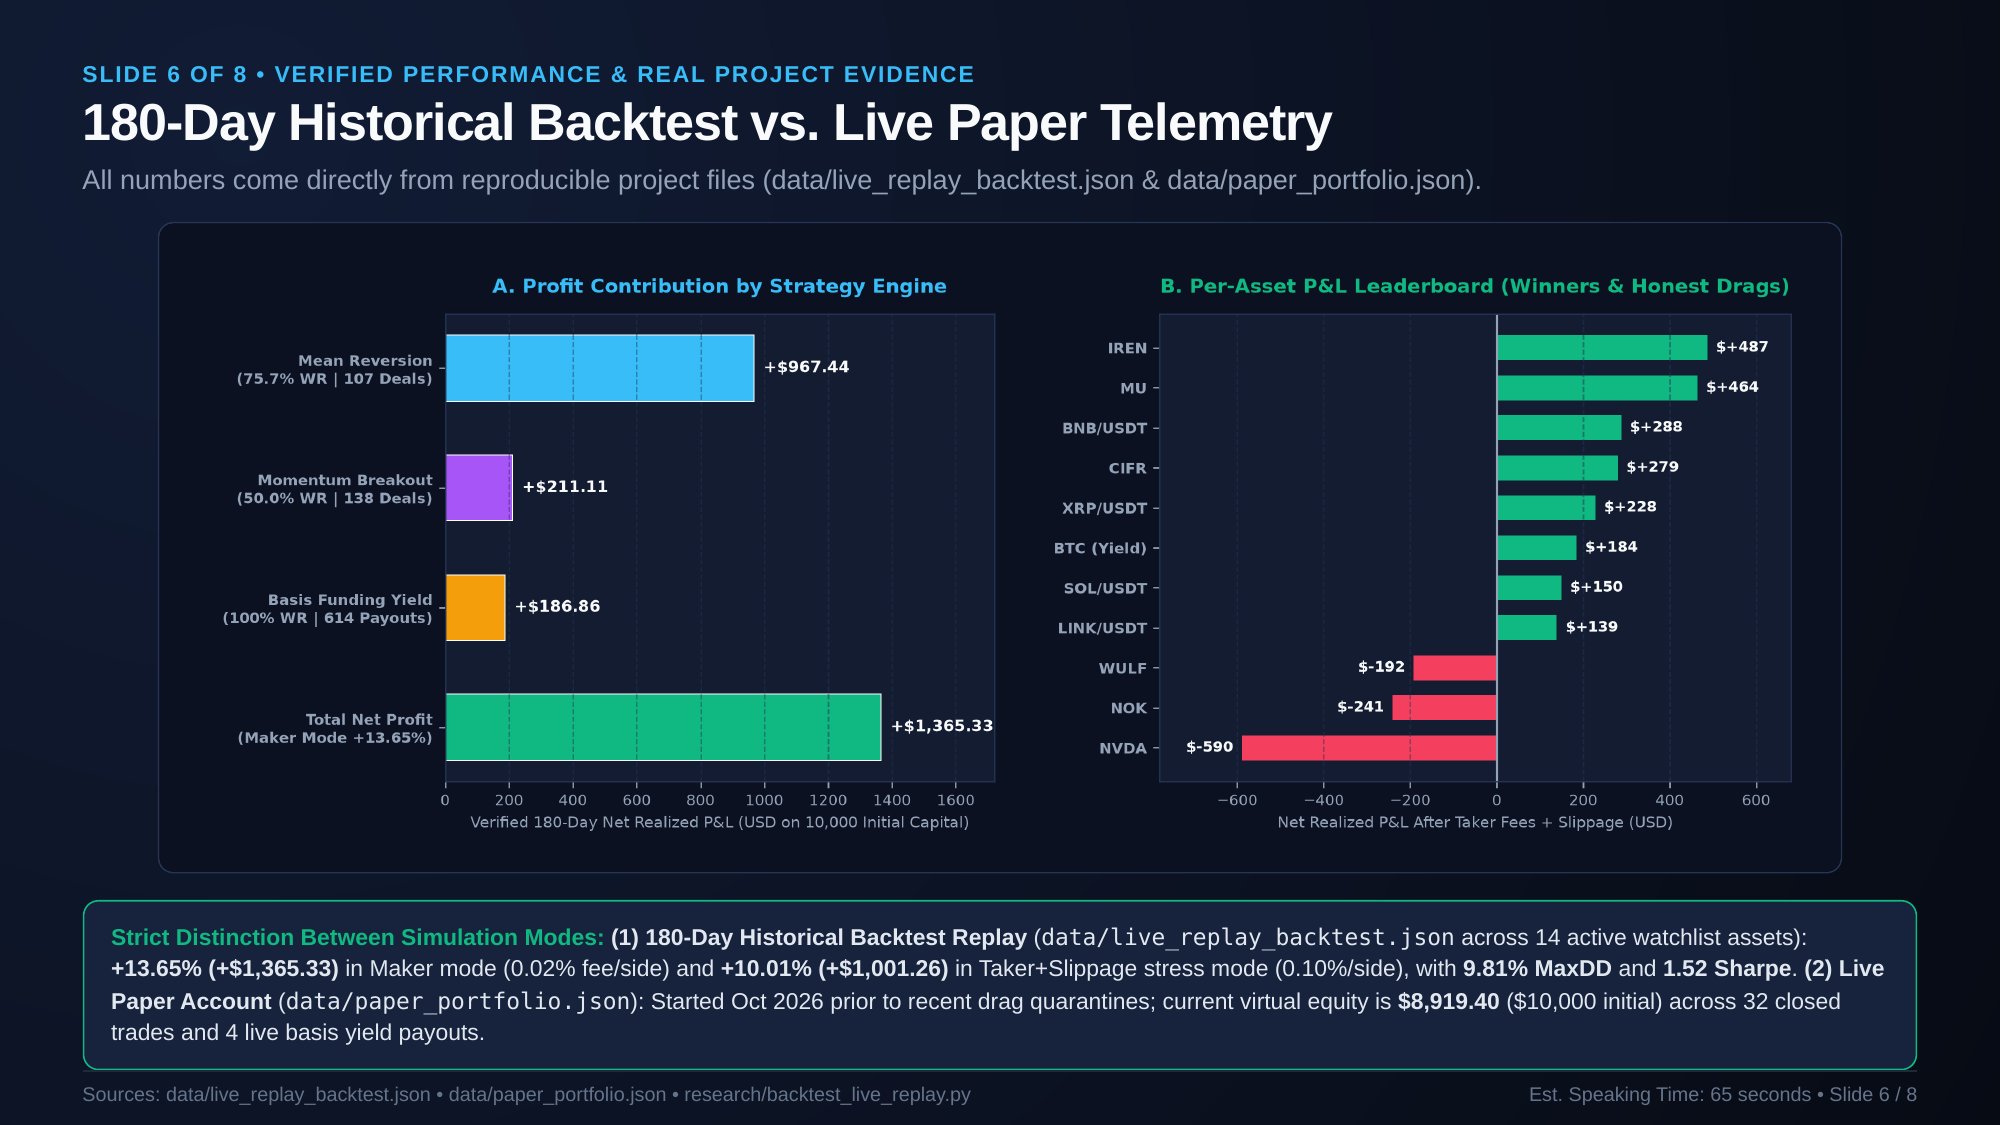 SLIDE 6 OF 8 • VERIFIED PERFORMANCE & REAL PROJECT EVIDENCE
180-Day Historical Backtest vs. Live Paper Telemetry
All numbers come directly from reproducible project files (data/live_replay_backtest.json & data/paper_portfolio.json).
A. Profit Contribution by Strategy Engine
Mean Reversion
(75.7% WR | 107 Deals)
+$967.44
Momentum Breakout
(50.0% WR | 138 Deals)
+$211.11
Basis Funding Yield
(100% WR | 614 Payouts)
+$186.86
Total Net Profit
(Maker Mode +13.65%)
+$1,365.33
0 200 400 600 800 1000 1200 1400 1600
Verified 180-Day Net Realized P&L (USD on 10,000 Initial Capital)
B. Per-Asset P&L Leaderboard (Winners & Honest Drags)
IREN $+487
MU $+464
BNB/USDT $+288
CIFR $+279
XRP/USDT $+228
BTC (Yield) $+184
SOL/USDT $+150
LINK/USDT $+139
WULF $-192
NOK $-241
NVDA $-590
−600 −400 −200 0 200 400 600
Net Realized P&L After Taker Fees + Slippage (USD)
Strict Distinction Between Simulation Modes: (1) 180-Day Historical Backtest Replay (data/live_replay_backtest.json across 14 active watchlist assets):
+13.65% (+$1,365.33) in Maker mode (0.02% fee/side) and +10.01% (+$1,001.26) in Taker+Slippage stress mode (0.10%/side), with 9.81% MaxDD and 1.52 Sharpe. (2) Live
Paper Account (data/paper_portfolio.json): Started Oct 2026 prior to recent drag quarantines; current virtual equity is $8,919.40 ($10,000 initial) across 32 closed
trades and 4 live basis yield payouts.
Sources: data/live_replay_backtest.json • data/paper_portfolio.json • research/backtest_live_replay.py
Est. Speaking Time: 65 seconds • Slide 6 / 8